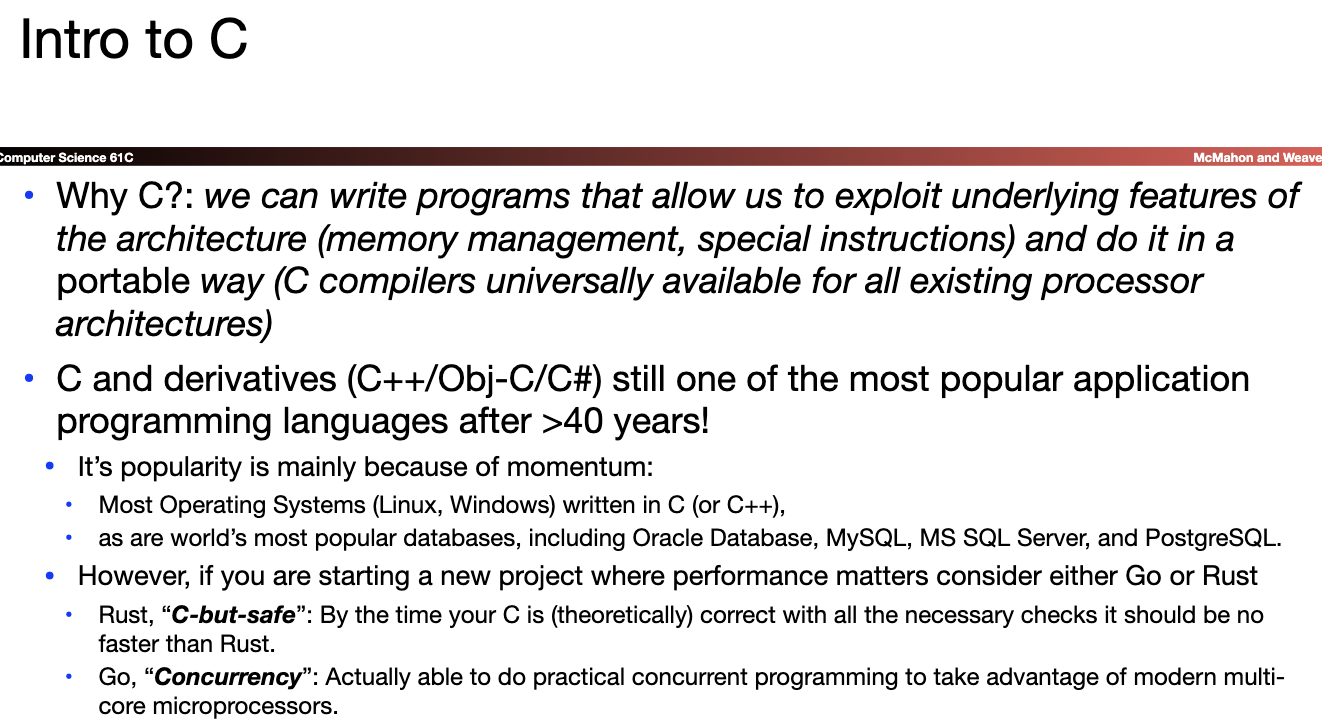 Intro to C
Computer Science 61C
McMahon and Weave
• Why C?: we can write programs that allow us to exploit underlying features of
the architecture (memory management, special instructions) and do it in a
portable way (C compilers universally available for all existing processor
architectures)
• C and derivatives (C++/Obj-C/C#) still one of the most popular application
programming languages after >40 years!
• It’s popularity is mainly because of momentum:
• Most Operating Systems (Linux, Windows) written in C (or C++),
• as are world’s most popular databases, including Oracle Database, MySQL, MS SQL Server, and PostgreSQL.
• However, if you are starting a new project where performance matters consider either Go or Rust
• Rust, “C-but-safe”: By the time your C is (theoretically) correct with all the necessary checks it should be no
faster than Rust.
• Go, “Concurrency”: Actually able to do practical concurrent programming to take advantage of modern multi-
core microprocessors.